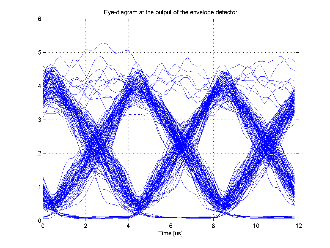 Eye-diagram at the output of the envelope detector
6
5
4
3
2
1
0
0 2 4 6 8 10 12
Time [us]